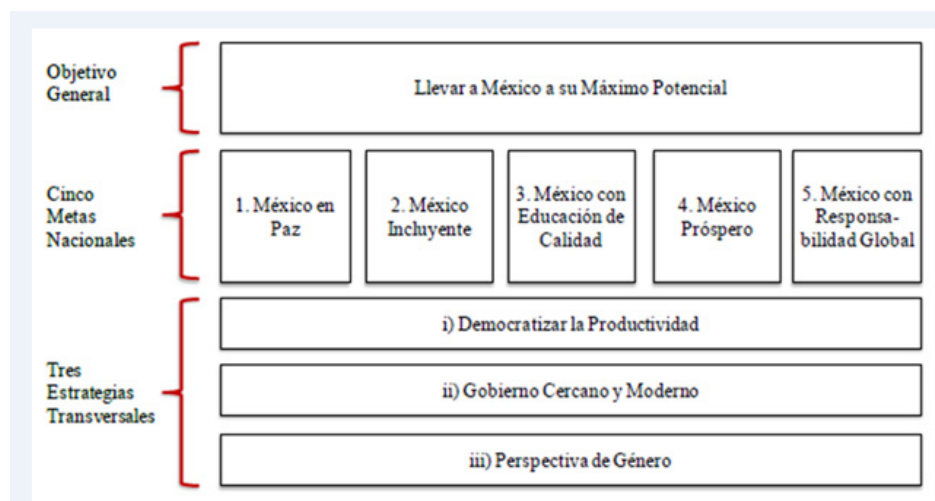 Objetivo
General
Llevar a México a su Máximo Potencial
Cinco
Metas
Nacionales
1. México en
Paz
2. México
Incluyente
3. México con
Educación de
Calidad
4. México
Próspero
5. México con
Responsa-
bilidad Global
Tres
Estrategias
Transversales
i) Democratizar la Productividad
ii) Gobierno Cercano y Moderno
iii) Perspectiva de Género